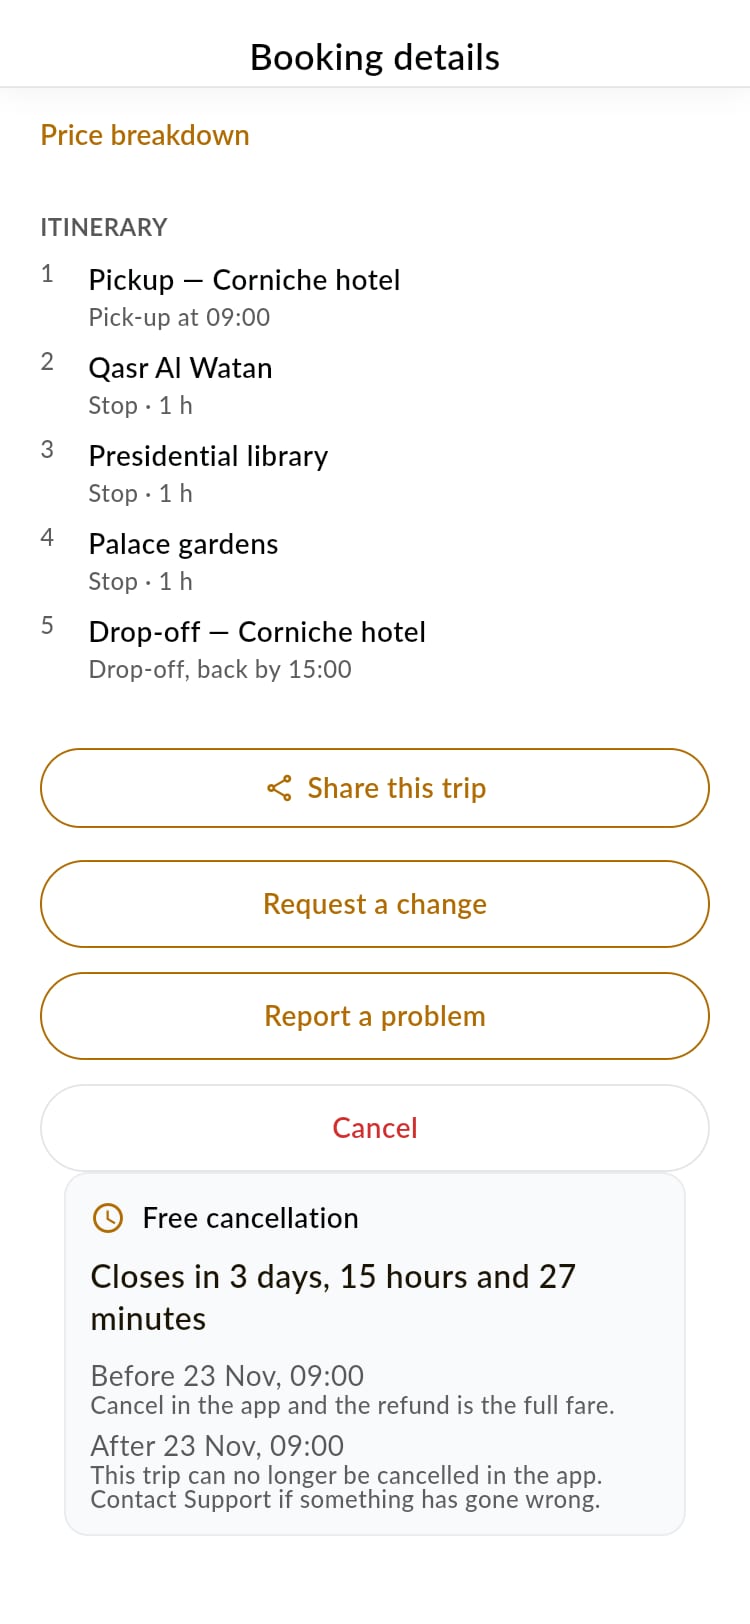 Booking details
Price breakdown
ITINERARY
1
Pickup — Corniche hotel
Pick-up at 09:00
2
Qasr Al Watan
Stop · 1 h
3
Presidential library
Stop · 1 h
4
Palace gardens
Stop · 1 h
5
Drop-off — Corniche hotel
Drop-off, back by 15:00
Share this trip
Request a change
Report a problem
Cancel
Free cancellation
Closes in 3 days, 15 hours and 27
minutes
Before 23 Nov, 09:00
Cancel in the app and the refund is the full fare.
After 23 Nov, 09:00
This trip can no longer be cancelled in the app.
Contact Support if something has gone wrong.